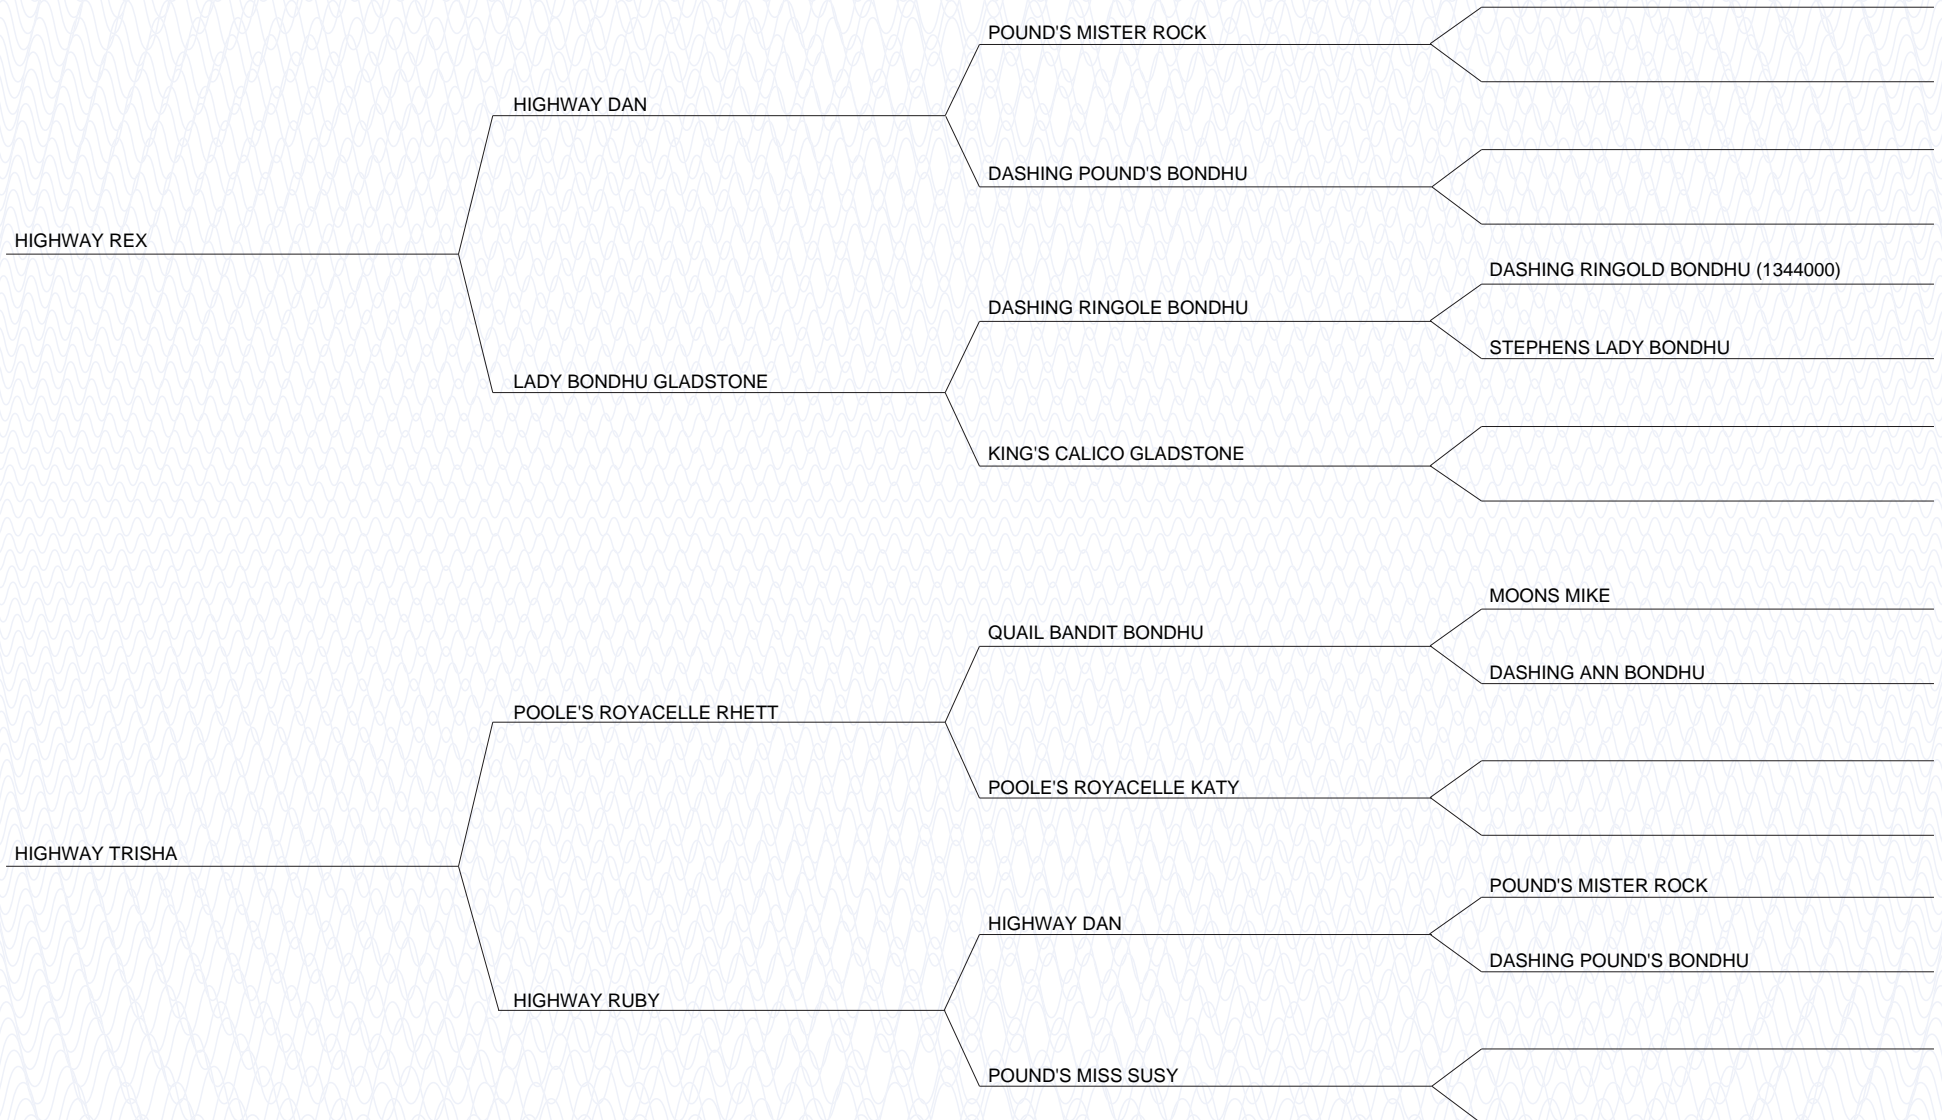 POUND'S MISTER ROCK
HIGHWAY DAN
DASHING POUND'S BONDHU
HIGHWAY REX
DASHING RINGOLD BONDHU (1344000)
DASHING RINGOLE BONDHU
STEPHENS LADY BONDHU
LADY BONDHU GLADSTONE
KING'S CALICO GLADSTONE
MOONS MIKE
QUAIL BANDIT BONDHU
DASHING ANN BONDHU
POOLE'S ROYACELLE RHETT
POOLE'S ROYACELLE KATY
HIGHWAY TRISHA
POUND'S MISTER ROCK
HIGHWAY DAN
DASHING POUND'S BONDHU
HIGHWAY RUBY
POUND'S MISS SUSY